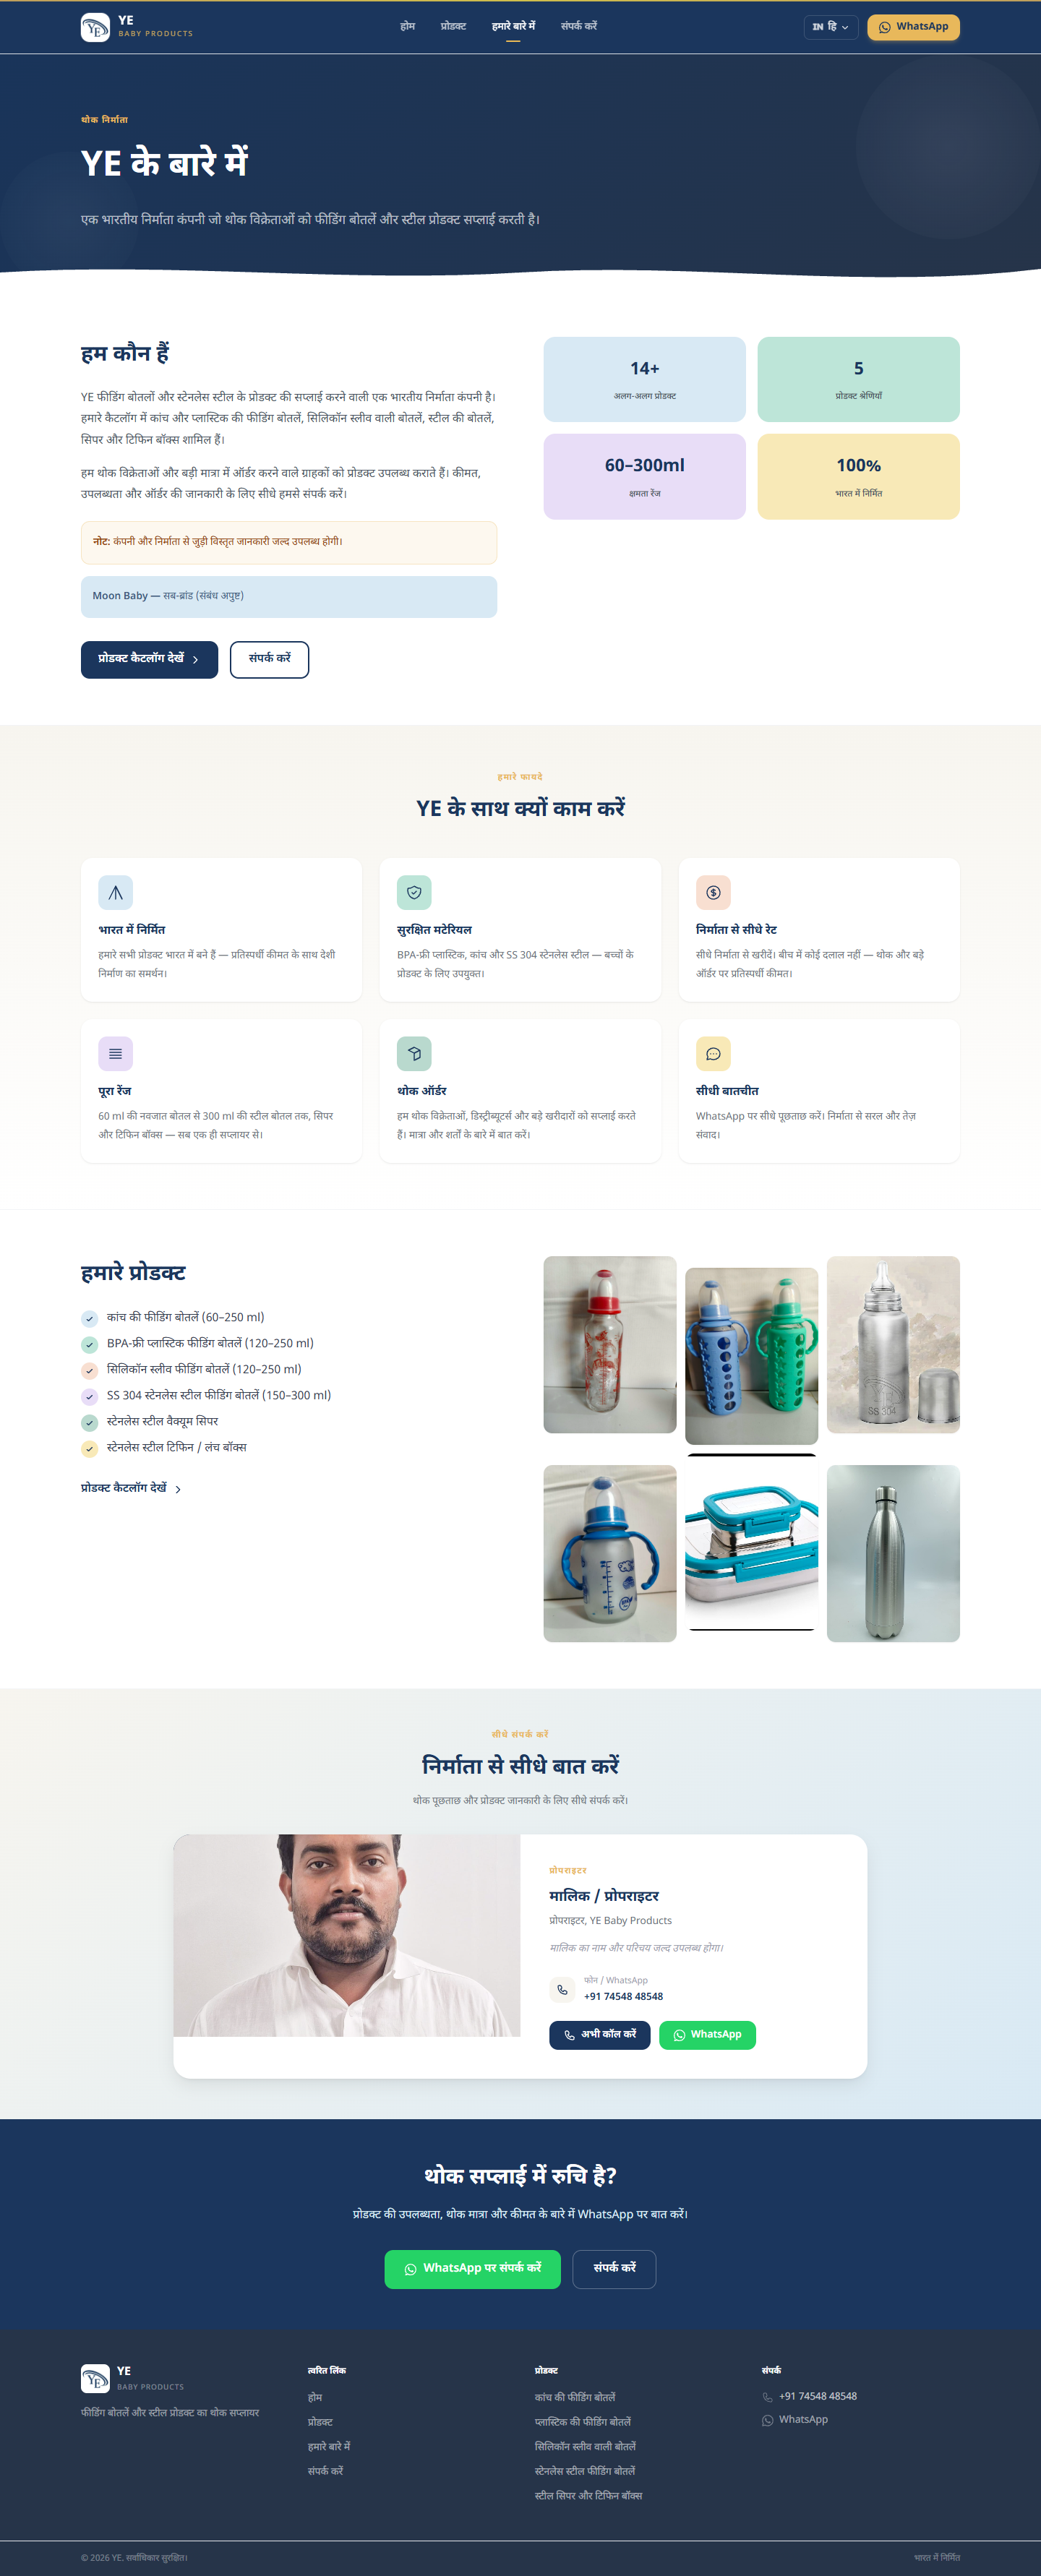 YE
BABY PRODUCTS
होम
प्रोडक्ट
हमारे बारे में
संपर्क करें
IN हि
WhatsApp
थोक निर्माता
YE के बारे में
एक भारतीय निर्माता कंपनी जो थोक विक्रेताओं को फीडिंग बोतलें और स्टील प्रोडक्ट सप्लाई करती है।
हम कौन हैं
YE फीडिंग बोतलों और स्टेनलेस स्टील के प्रोडक्ट की सप्लाई करने वाली एक भारतीय निर्माता कंपनी है।
हमारे कैटलॉग में कांच और प्लास्टिक की फीडिंग बोतलें, सिलिकॉन स्लीव वाली बोतलें, स्टील की बोतलें,
सिपर और टिफिन बॉक्स शामिल हैं।
हम थोक विक्रेताओं और बड़ी मात्रा में ऑर्डर करने वाले ग्राहकों को प्रोडक्ट उपलब्ध कराते हैं। कीमत,
उपलब्धता और ऑर्डर की जानकारी के लिए सीधे हमसे संपर्क करें।
नोट: कंपनी और निर्माता से जुड़ी विस्तृत जानकारी जल्द उपलब्ध होगी।
Moon Baby — सब-ब्रांड (संबंध अपुष्ट)
प्रोडक्ट कैटलॉग देखें
संपर्क करें
14+
अलग-अलग प्रोडक्ट
5
प्रोडक्ट श्रेणियाँ
60–300ml
क्षमता रेंज
100%
भारत में निर्मित
हमारे फायदे
YE के साथ क्यों काम करें
भारत में निर्मित
हमारे सभी प्रोडक्ट भारत में बने हैं — प्रतिस्पर्धी कीमत के साथ देशी
निर्माण का समर्थन।
सुरक्षित मटेरियल
BPA-फ्री प्लास्टिक, कांच और SS 304 स्टेनलेस स्टील — बच्चों के
प्रोडक्ट के लिए उपयुक्त।
निर्माता से सीधे रेट
सीधे निर्माता से खरीदें। बीच में कोई दलाल नहीं — थोक और बड़े
ऑर्डर पर प्रतिस्पर्धी कीमत।
पूरा रेंज
60 ml की नवजात बोतल से 300 ml की स्टील बोतल तक, सिपर
और टिफिन बॉक्स — सब एक ही सप्लायर से।
थोक ऑर्डर
हम थोक विक्रेताओं, डिस्ट्रीब्यूटर्स और बड़े खरीदारों को सप्लाई करते
हैं। मात्रा और शर्तों के बारे में बात करें।
सीधी बातचीत
WhatsApp पर सीधे पूछताछ करें। निर्माता से सरल और तेज़
संवाद।
हमारे प्रोडक्ट
कांच की फीडिंग बोतलें (60–250 ml)
BPA-फ्री प्लास्टिक फीडिंग बोतलें (120–250 ml)
सिलिकॉन स्लीव फीडिंग बोतलें (120–250 ml)
SS 304 स्टेनलेस स्टील फीडिंग बोतलें (150–300 ml)
स्टेनलेस स्टील वैक्यूम सिपर
स्टेनलेस स्टील टिफिन / लंच बॉक्स
प्रोडक्ट कैटलॉग देखें
SS 304
सीधे संपर्क करें
निर्माता से सीधे बात करें
थोक पूछताछ और प्रोडक्ट जानकारी के लिए सीधे संपर्क करें।
प्रोपराइटर
मालिक / प्रोपराइटर
प्रोपराइटर, YE Baby Products
मालिक का नाम और परिचय जल्द उपलब्ध होगा।
फोन / WhatsApp
+91 74548 48548
अभी कॉल करें
WhatsApp
थोक सप्लाई में रुचि है?
प्रोडक्ट की उपलब्धता, थोक मात्रा और कीमत के बारे में WhatsApp पर बात करें।
WhatsApp पर संपर्क करें
संपर्क करें
YE
BABY PRODUCTS
फीडिंग बोतलें और स्टील प्रोडक्ट का थोक सप्लायर
त्वरित लिंक
होम
प्रोडक्ट
हमारे बारे में
संपर्क करें
प्रोडक्ट
कांच की फीडिंग बोतलें
प्लास्टिक की फीडिंग बोतलें
सिलिकॉन स्लीव वाली बोतलें
स्टेनलेस स्टील फीडिंग बोतलें
स्टील सिपर और टिफिन बॉक्स
संपर्क
+91 74548 48548
WhatsApp
© 2026 YE. सर्वाधिकार सुरक्षित।
भारत में निर्मित